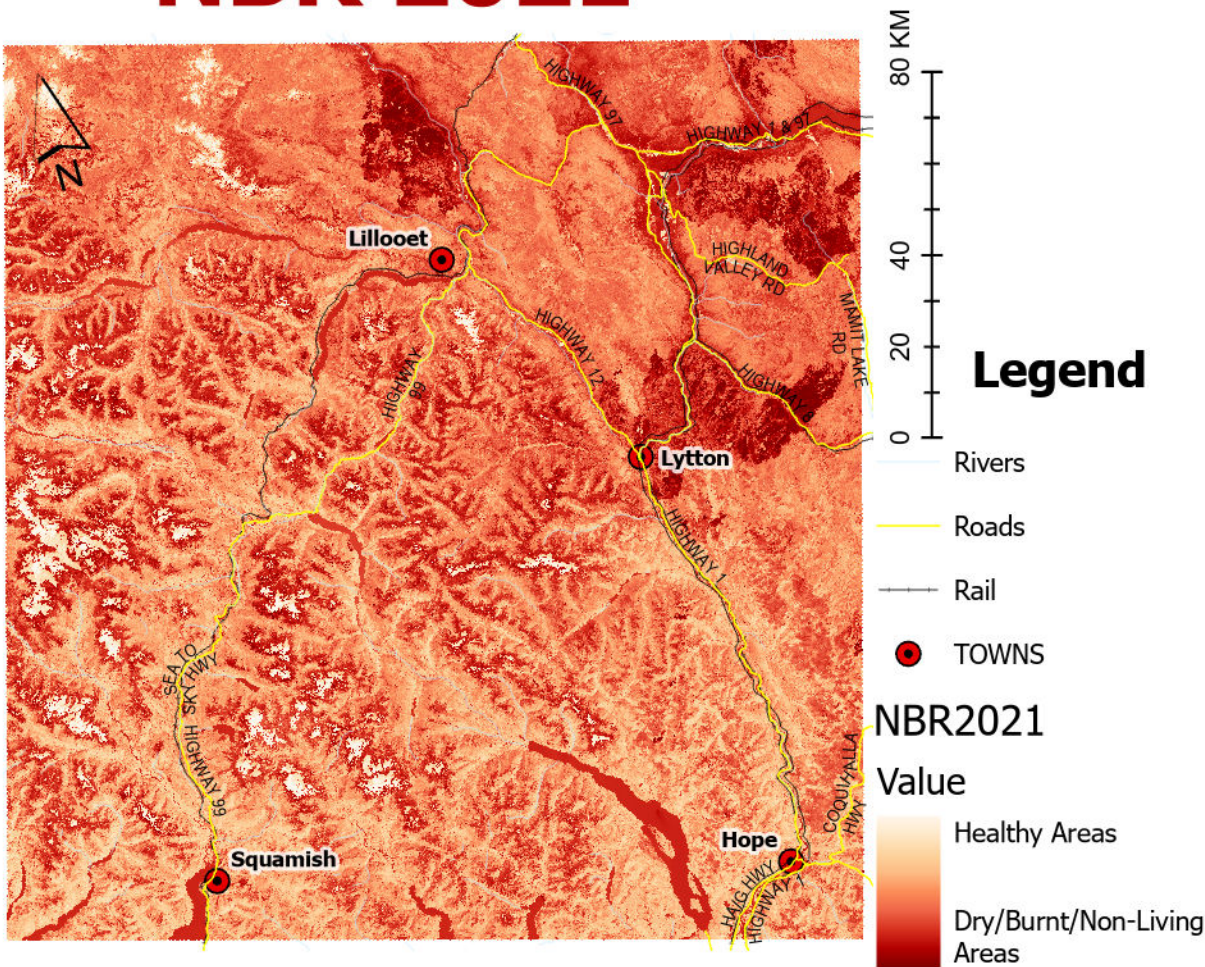 NBR 2021
80 KM
HIGHWAY 97
HIGHWAY 1 & 97
N
Lillooet
HIGHLAND
VALLEY RD
40
MAMIT LAKE
RD
HIGHWAY 12
20
HIGHWAY
99
HIGHWAY 8
Legend
0
Lytton
Rivers
HIGHWAY 1
Roads
Rail
SEA TO
SKY HWY
TOWNS
NBR2021
HIGHWAY 99
COQUIHALLA
HWY
Value
Healthy Areas
Hope
Squamish
HAIG HWY
HIGHWAY 1
Dry/Burnt/Non-Living
Areas